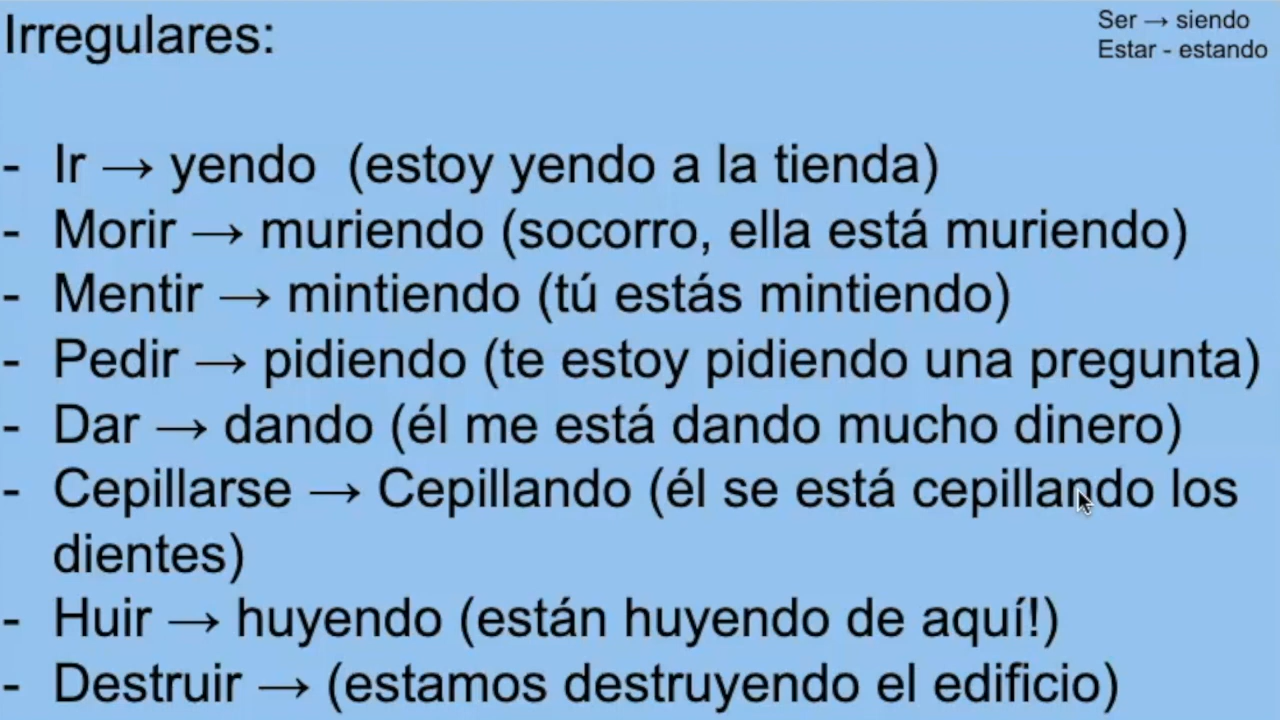 Irregulares:
Ser → siendo
Estar - estando
- Ir → yendo (estoy yendo a la tienda)
- Morir → muriendo (socorro, ella está muriendo)
- Mentir → mintiendo (tú estás mintiendo)
- Pedir → pidiendo (te estoy pidiendo una pregunta)
- Dar → dando (él me está dando mucho dinero)
- Cepillarse → Cepillando (él se está cepillando los
dientes)
- Huir → huyendo (están huyendo de aquí!)
- Destruir → (estamos destruyendo el edificio)